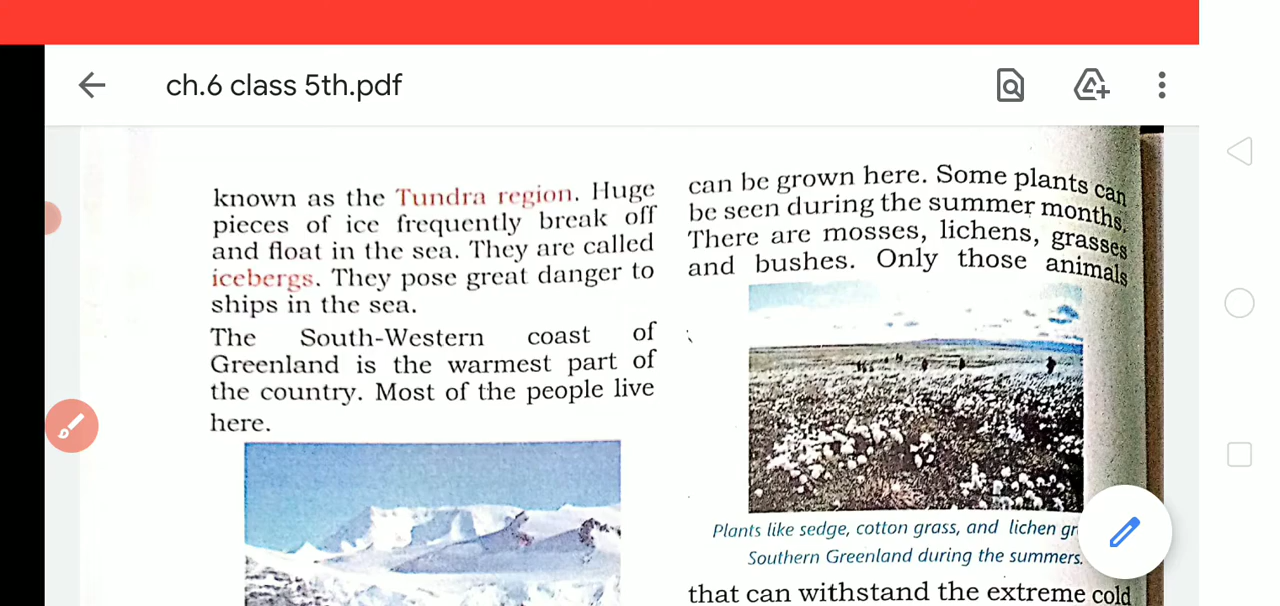 ch.6 class 5th.pdf
known as the Tundra region. Huge
pieces of ice frequently break off
and float in the sea. They are called
icebergs. They pose great danger to
ships in the sea.
The South-Western coast of
Greenland is the warmest part of
the country. Most of the people live
here.
can be grown here. Some plants can
be seen during the summer months.
There are mosses, lichens, grasses
and bushes. Only those animals
Plants like sedge, cotton grass, and lichen
Southern Greenland during the summers.
that can withstand the extreme cold